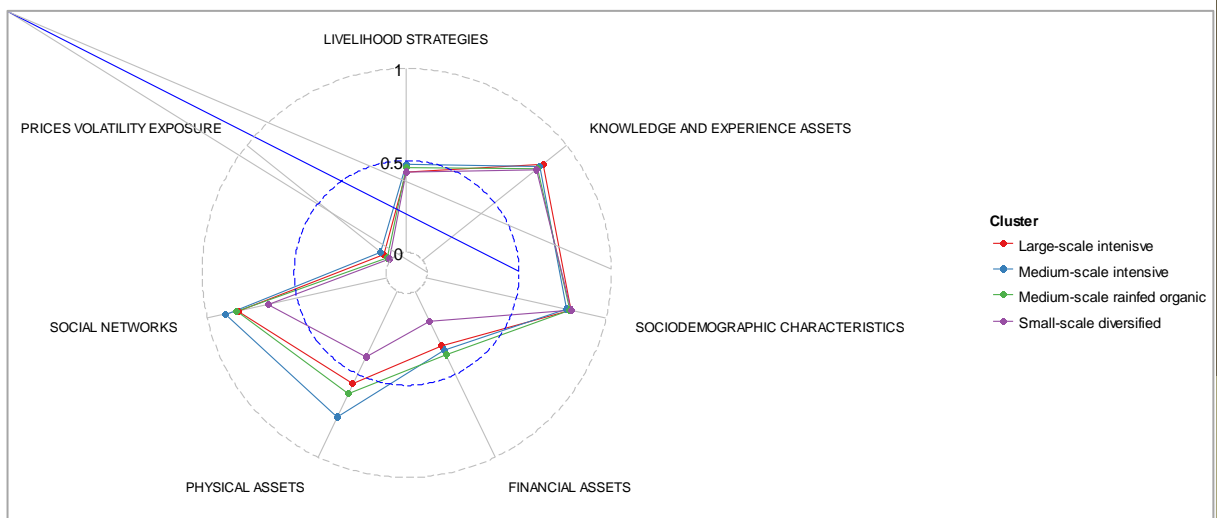 LIVELIHOOD STRATEGIES
1
PRICES VOLATILITY EXPOSURE
KNOWLEDGE AND EXPERIENCE ASSETS
0.5
0
Cluster
Large-scale intenisve
Medium-scale intensive
Medium-scale rainfed organic
Small-scale diversified
SOCIAL NETWORKS
SOCIODEMOGRAPHIC CHARACTERISTICS
PHYSICAL ASSETS
FINANCIAL ASSETS